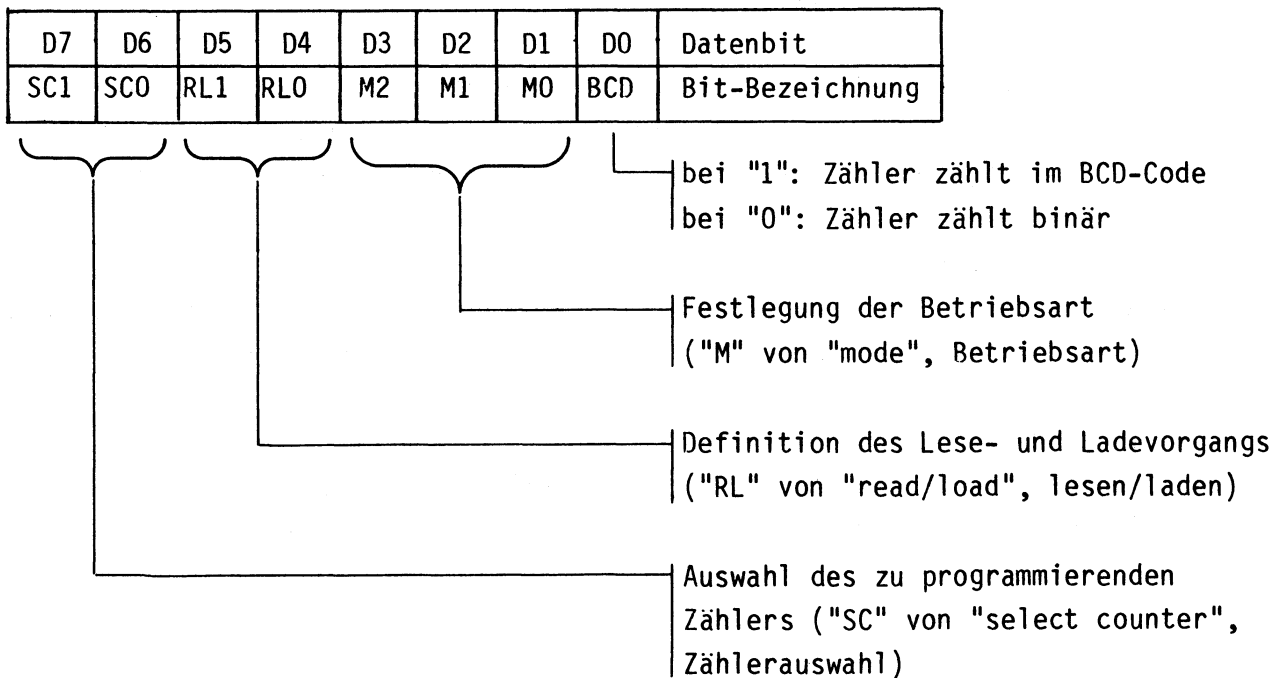 D7 D6 D5 D4 D3 D2 D1 D0 Datenbit
SC1 SC0 RL1 RL0 M2 M1 M0 BCD Bit-Bezeichnung
bei "1": Zähler zählt im BCD-Code
bei "0": Zähler zählt binär
Festlegung der Betriebsart
("M" von "mode", Betriebsart)
Definition des Lese- und Ladevorgangs
("RL" von "read/load", lesen/laden)
Auswahl des zu programmierenden
Zählers ("SC" von "select counter",
Zählerauswahl)